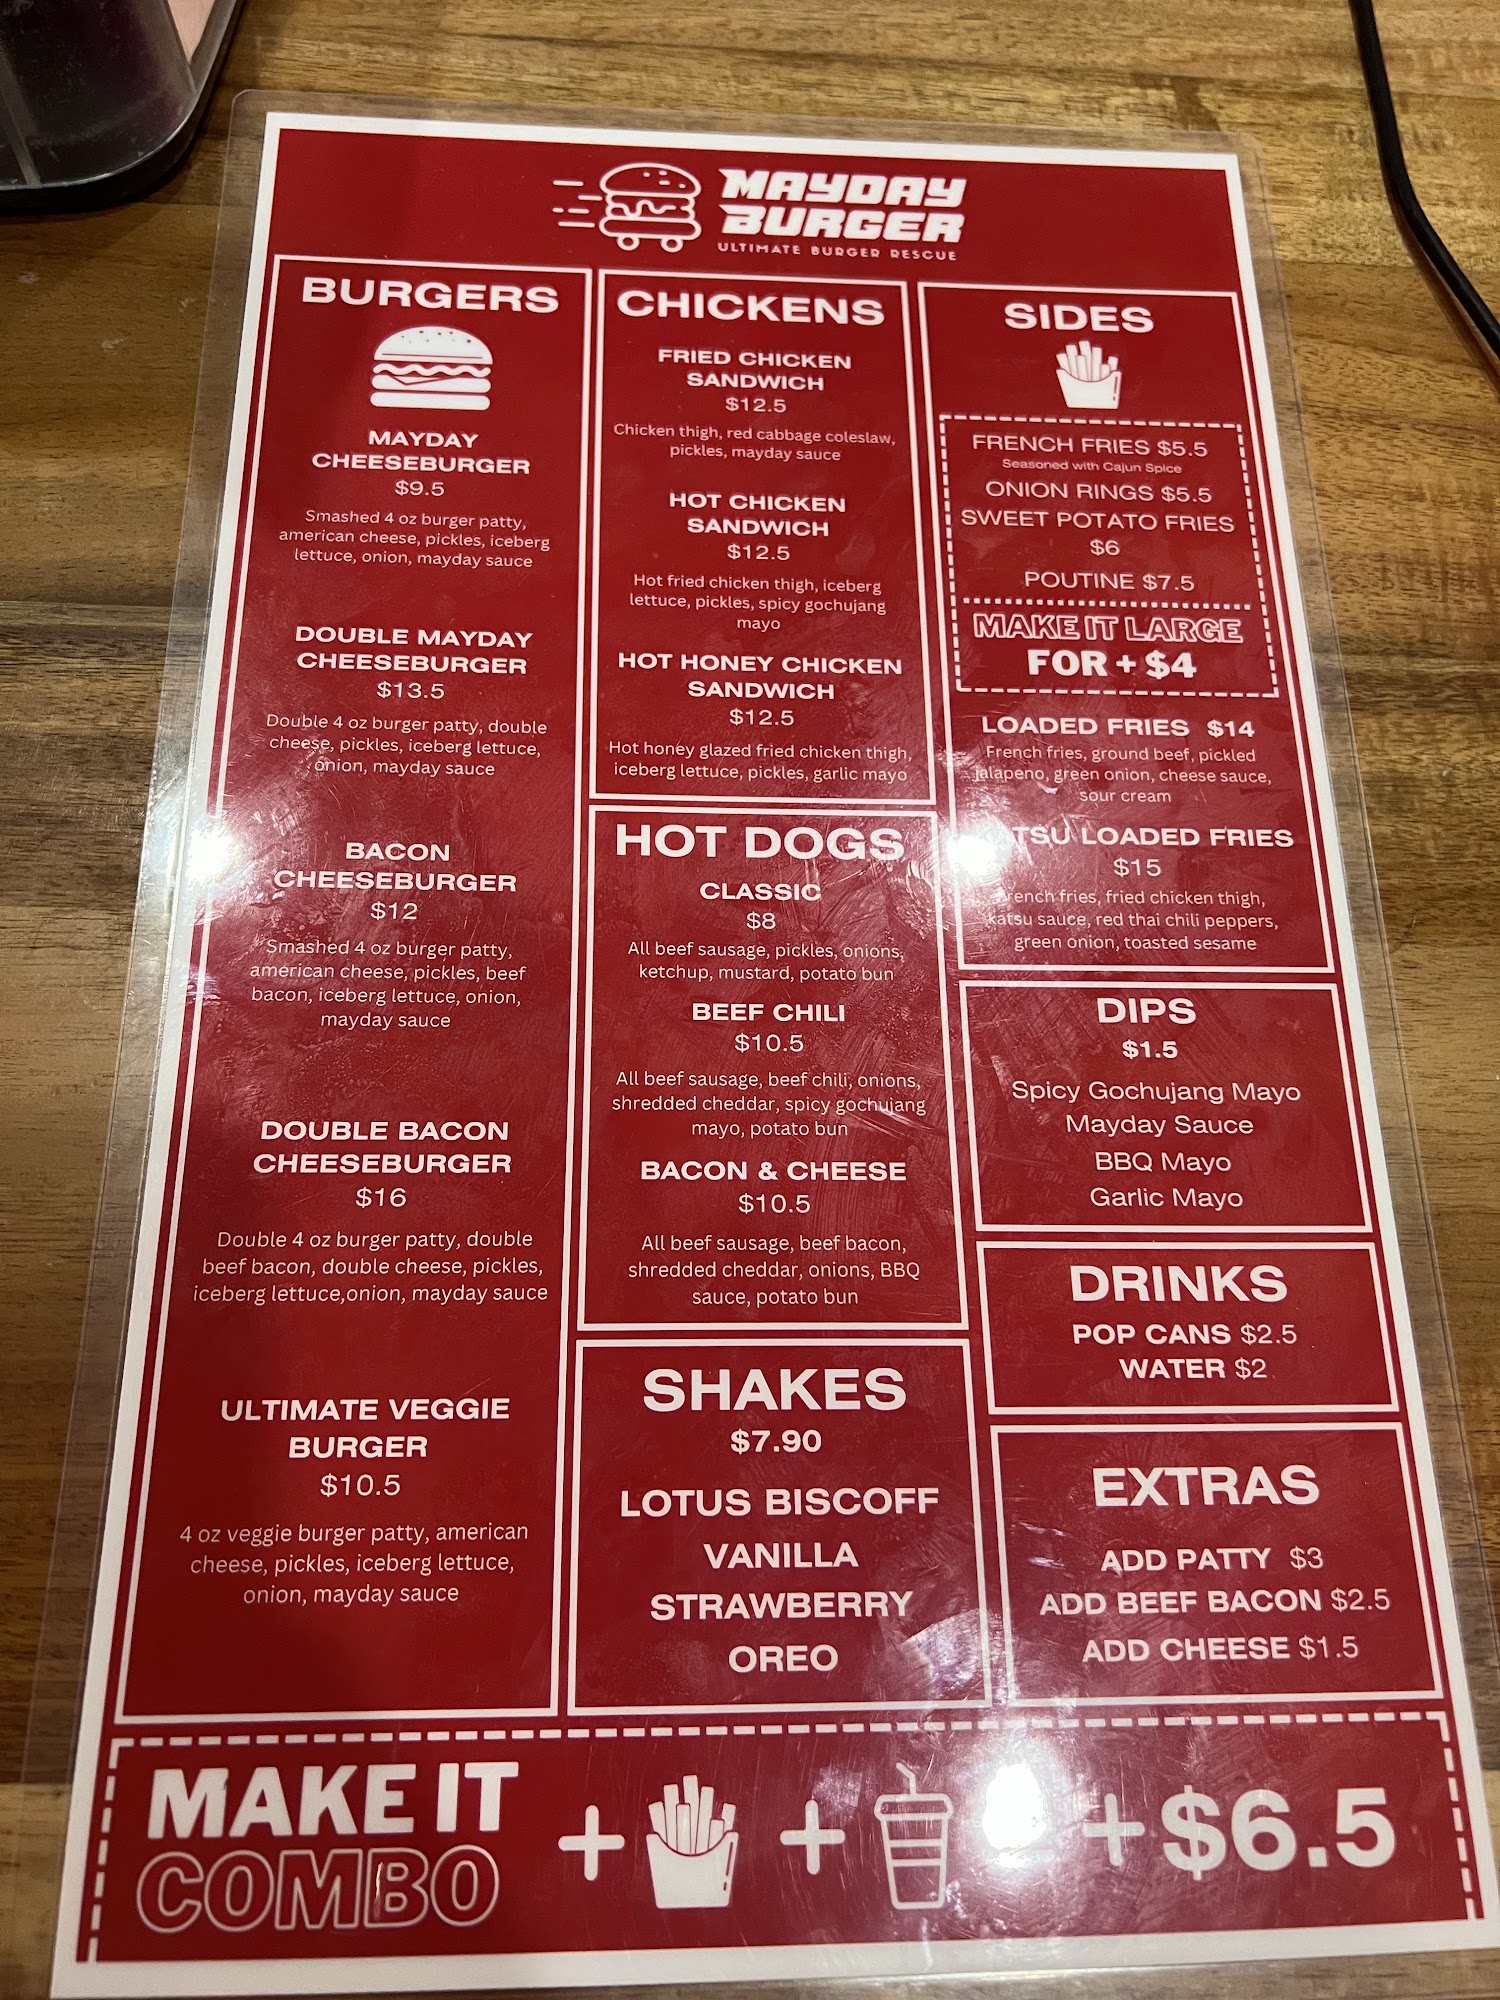 MAYDAY
BURGER
ULTIMATE BURGER RESCUE
BURGERS
MAYDAY
CHEESEBURGER
$9.5
Smashed 4 oz burger patty,
american cheese, pickles, iceberg
lettuce, onion, mayday sauce
DOUBLE MAYDAY
CHEESEBURGER
$13.5
Double 4 oz burger patty, double
cheese, pickles, iceberg lettuce,
onion, mayday sauce
BACON
CHEESEBURGER
$12
Smashed 4 oz burger patty,
american cheese, pickles, beef
bacon, iceberg lettuce, onion,
mayday sauce
DOUBLE BACON
CHEESEBURGER
$16
Double 4 oz burger patty, double
beef bacon, double cheese, pickles,
iceberg lettuce,onion, mayday sauce
ULTIMATE VEGGIE
BURGER
$10.5
4 oz veggie burger patty, american
cheese, pickles, iceberg lettuce,
onion, mayday sauce
CHICKENS
FRIED CHICKEN
SANDWICH
$12.5
Chicken thigh, red cabbage coleslaw,
pickles, mayday sauce
HOT CHICKEN
SANDWICH
$12.5
Hot fried chicken thigh, iceberg
lettuce, pickles, spicy gochujang
mayo
HOT HONEY CHICKEN
SANDWICH
$12.5
Hot honey glazed fried chicken thigh,
iceberg lettuce, pickles, garlic mayo
HOT DOGS
CLASSIC
$8
All beef sausage, pickles, onions,
ketchup, mustard, potato bun
BEEF CHILI
$10.5
All beef sausage, beef chili, onions,
shredded cheddar, spicy gochujang
mayo, potato bun
BACON & CHEESE
$10.5
All beef sausage, beef bacon,
shredded cheddar, onions, BBQ
sauce, potato bun
SHAKES
$7.90
LOTUS BISCOFF
VANILLA
STRAWBERRY
OREO
SIDES
FRENCH FRIES $5.5
Seasoned with Cajun Spice
ONION RINGS $5.5
SWEET POTATO FRIES
$6
POUTINE $7.5
MAKE IT LARGE
FOR + $4
LOADED FRIES $14
French fries, ground beef, pickled
jalapeno, green onion, cheese sauce,
sour cream
LOADED FRIES
$15
French fries, fried chicken thigh,
katsu sauce, red thai chili peppers,
green onion, toasted sesame
DIPS
$1.5
Spicy Gochujang Mayo
Mayday Sauce
BBQ Mayo
Garlic Mayo
DRINKS
POP CANS $2.5
WATER $2
EXTRAS
ADD PATTY $3
ADD BEEF BACON $2.5
ADD CHEESE $1.5
MAKE IT
COMBO
+ + + $6.5